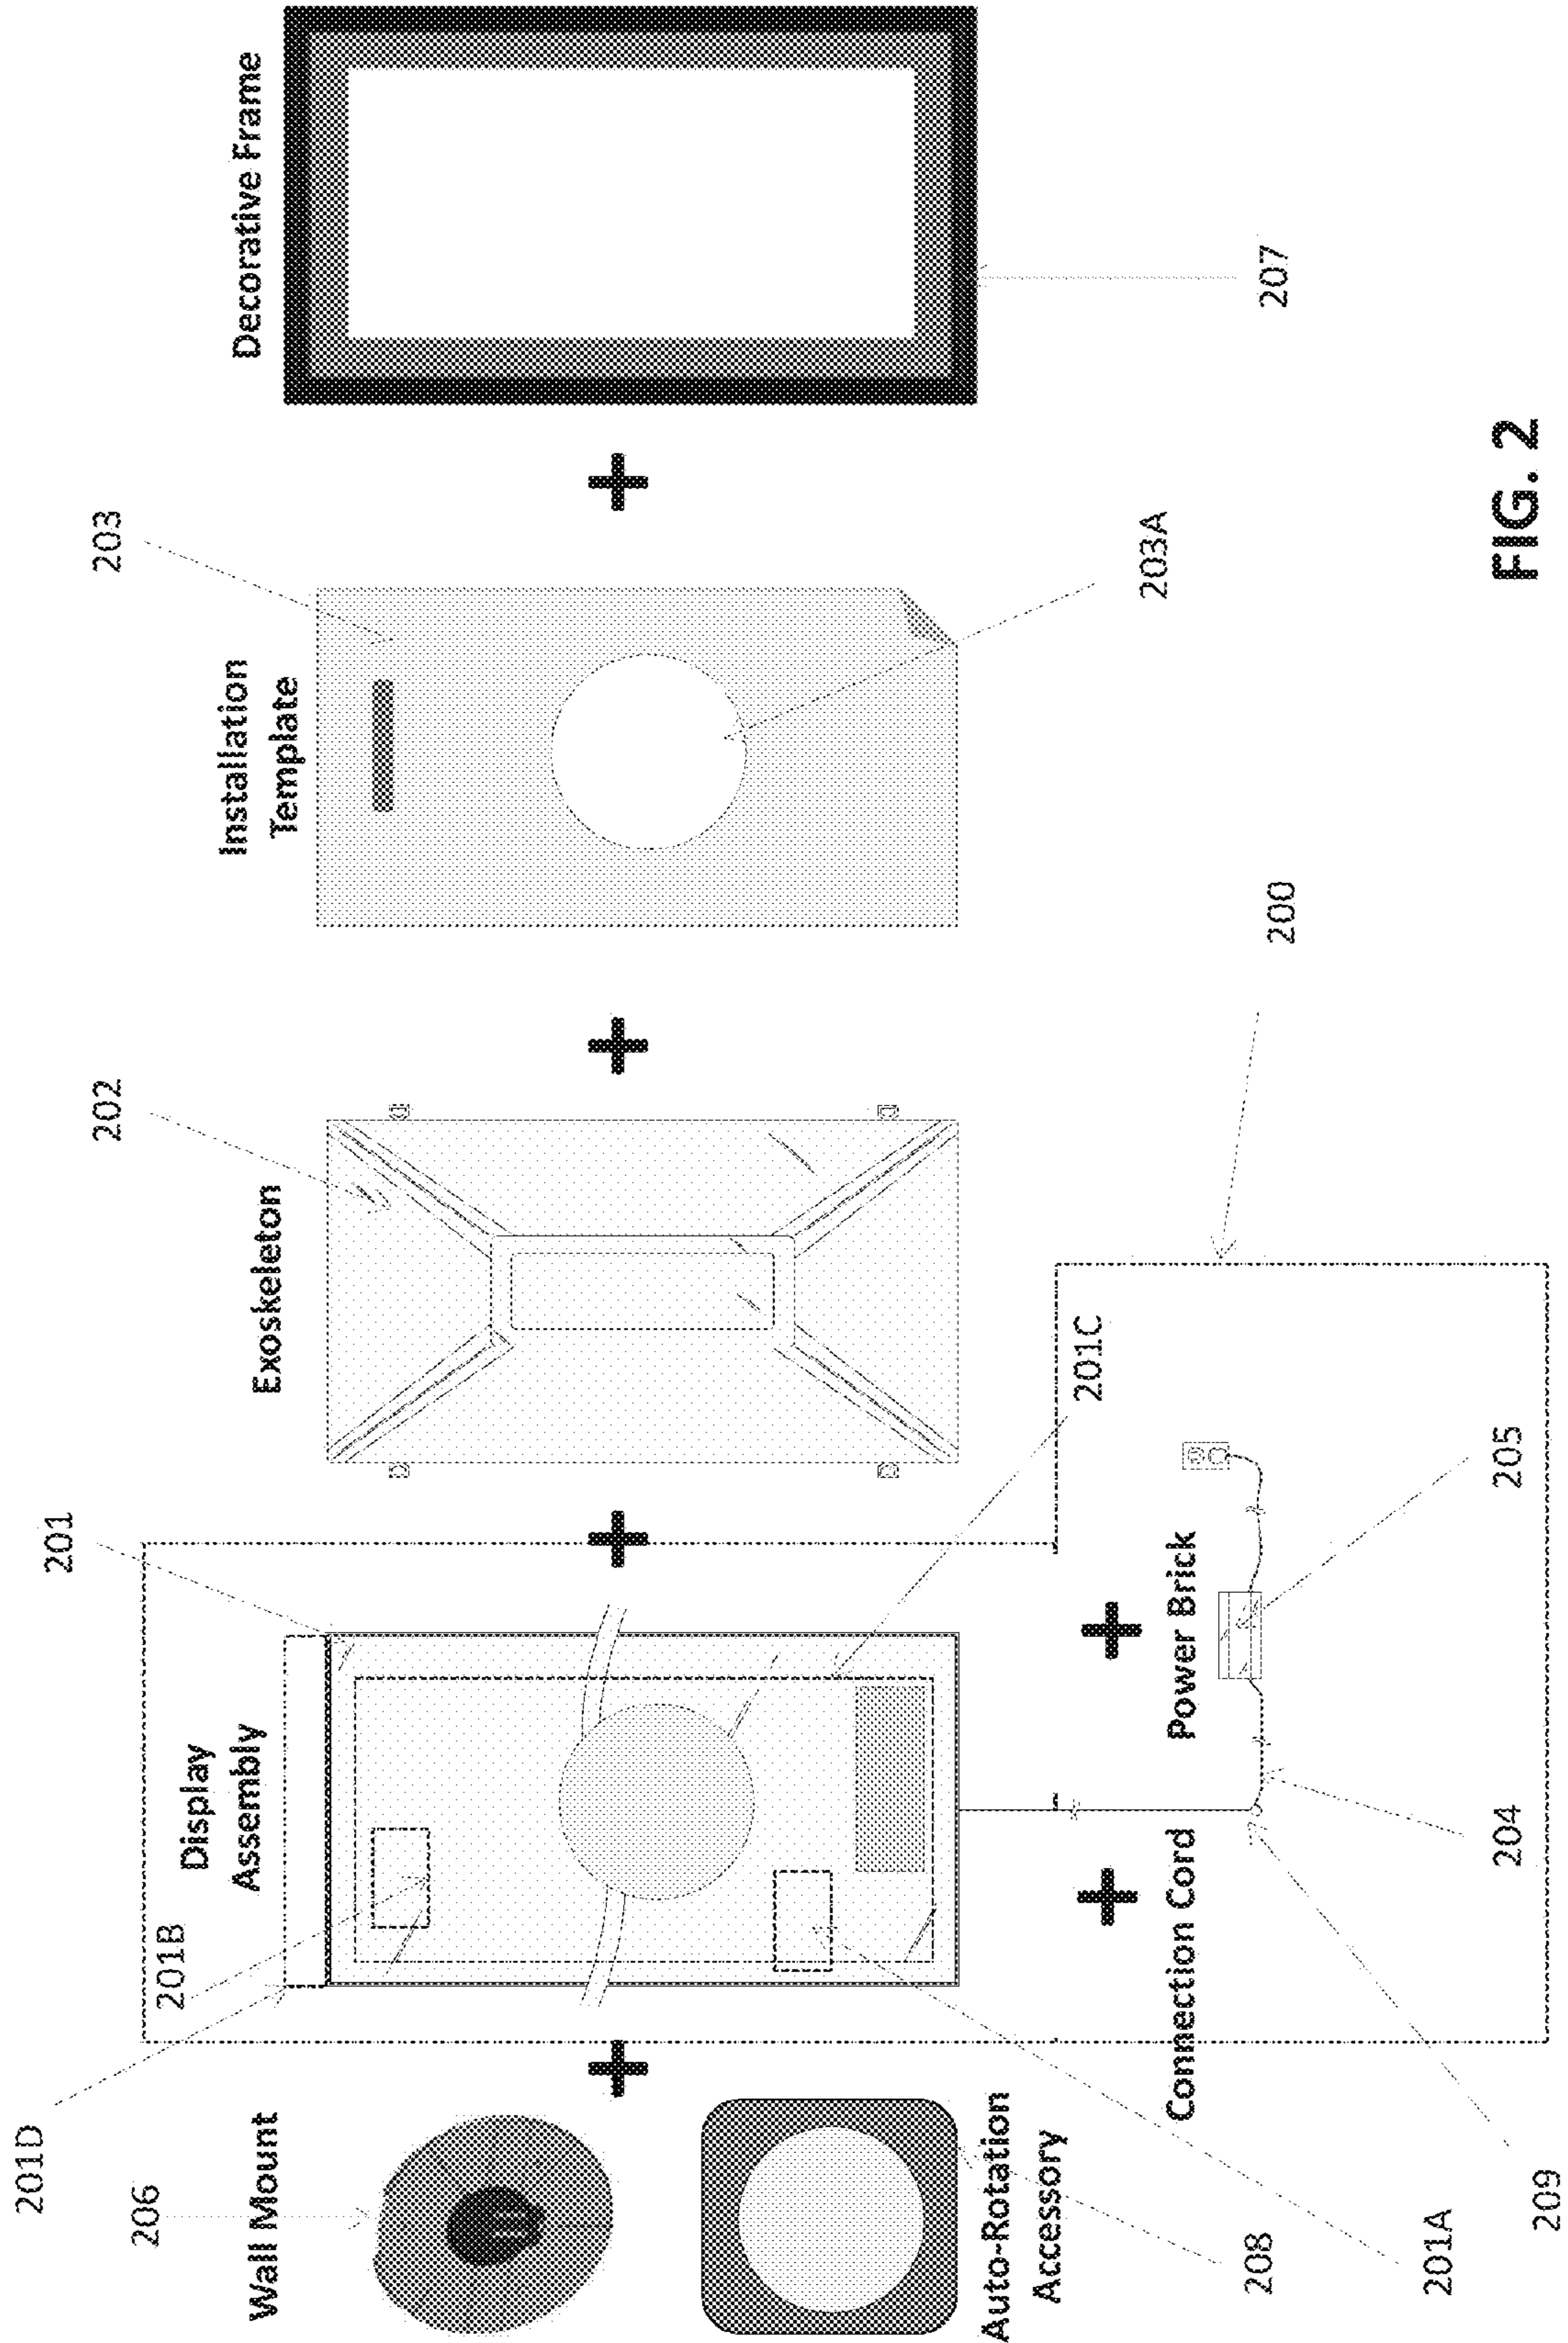 201D
206
Wall Mount
Auto-Rotation
Accessory
208
201A
209
201B
Display
Assembly
201
Connection Cord
Power Brick
204
205
201C
200
Exoskeleton
202
Installation
Template
203
203A
Decorative Frame
207
FIG. 2